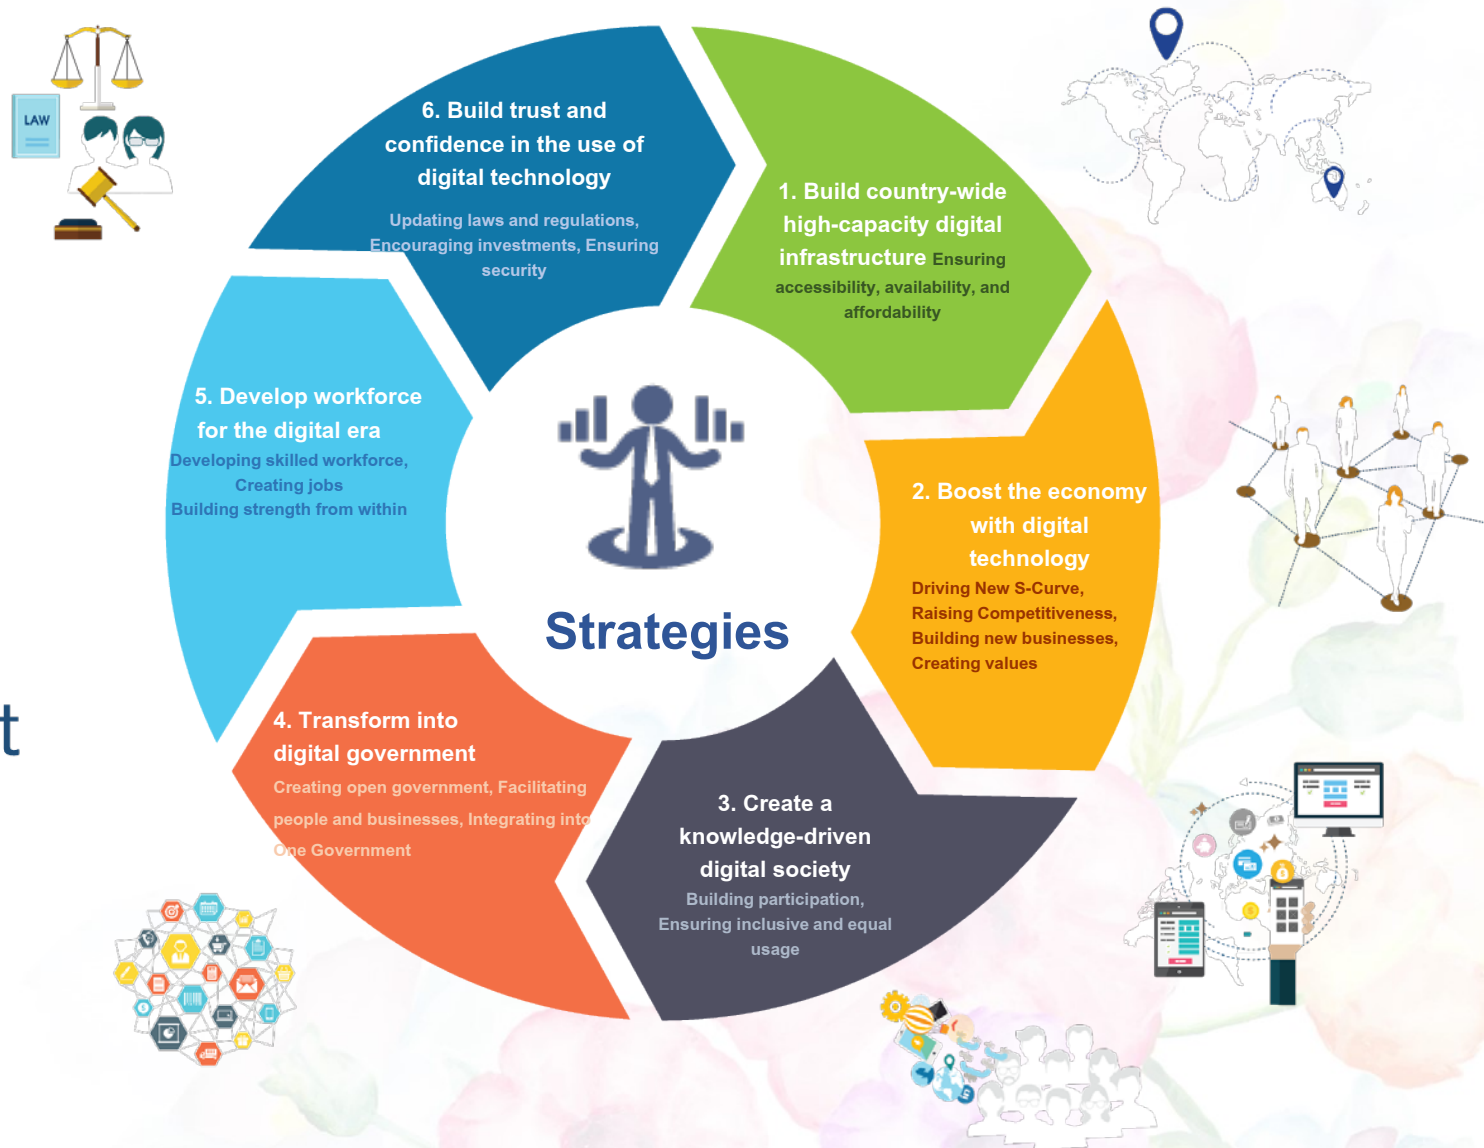 6. Build trust and
confidence in the use of
digital technology
Updating laws and regulations,
Encouraging investments, Ensuring
security
1. Build country-wide
high-capacity digital
infrastructure Ensuring
accessibility, availability, and
affordability
2. Boost the economy
with digital
technology
Driving New S-Curve,
Raising Competitiveness,
Building new businesses,
Creating values
3. Create a
knowledge-driven
digital society
Building participation,
Ensuring inclusive and equal
usage
4. Transform into
digital government
Creating open government, Facilitating
people and businesses, Integrating into
One Government
5. Develop workforce
for the digital era
Developing skilled workforce,
Creating jobs
Building strength from within
Strategies
LAW
t